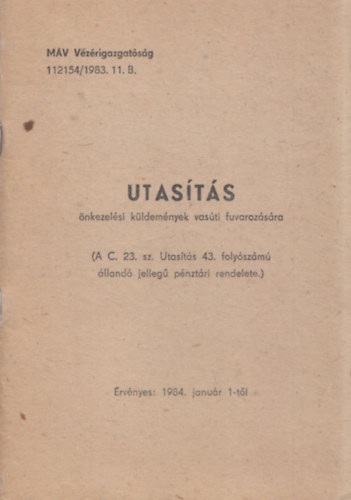 MÁV Vezérigazgatóság
112154/1983. 11. B.
UTASÍTÁS
önkezelési küldemények vasúti fuvarozására
(A C. 23. sz. Utasítás 43. folyószámú
állandó jellegű pénztári rendelete.)
Érvényes: 1984. január 1-től